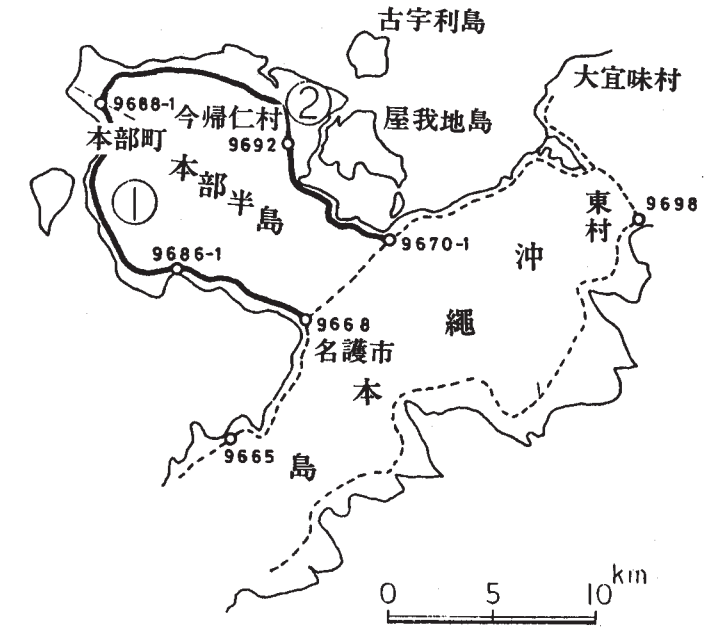 古宇利島
大宜味村
9688-1
②
今帰仁村
屋我地島
本部町
9692
本部半島
①
東村
9698
9670-1
9686-1
沖縄本島
9668
名護市
9665
0 5 10 km